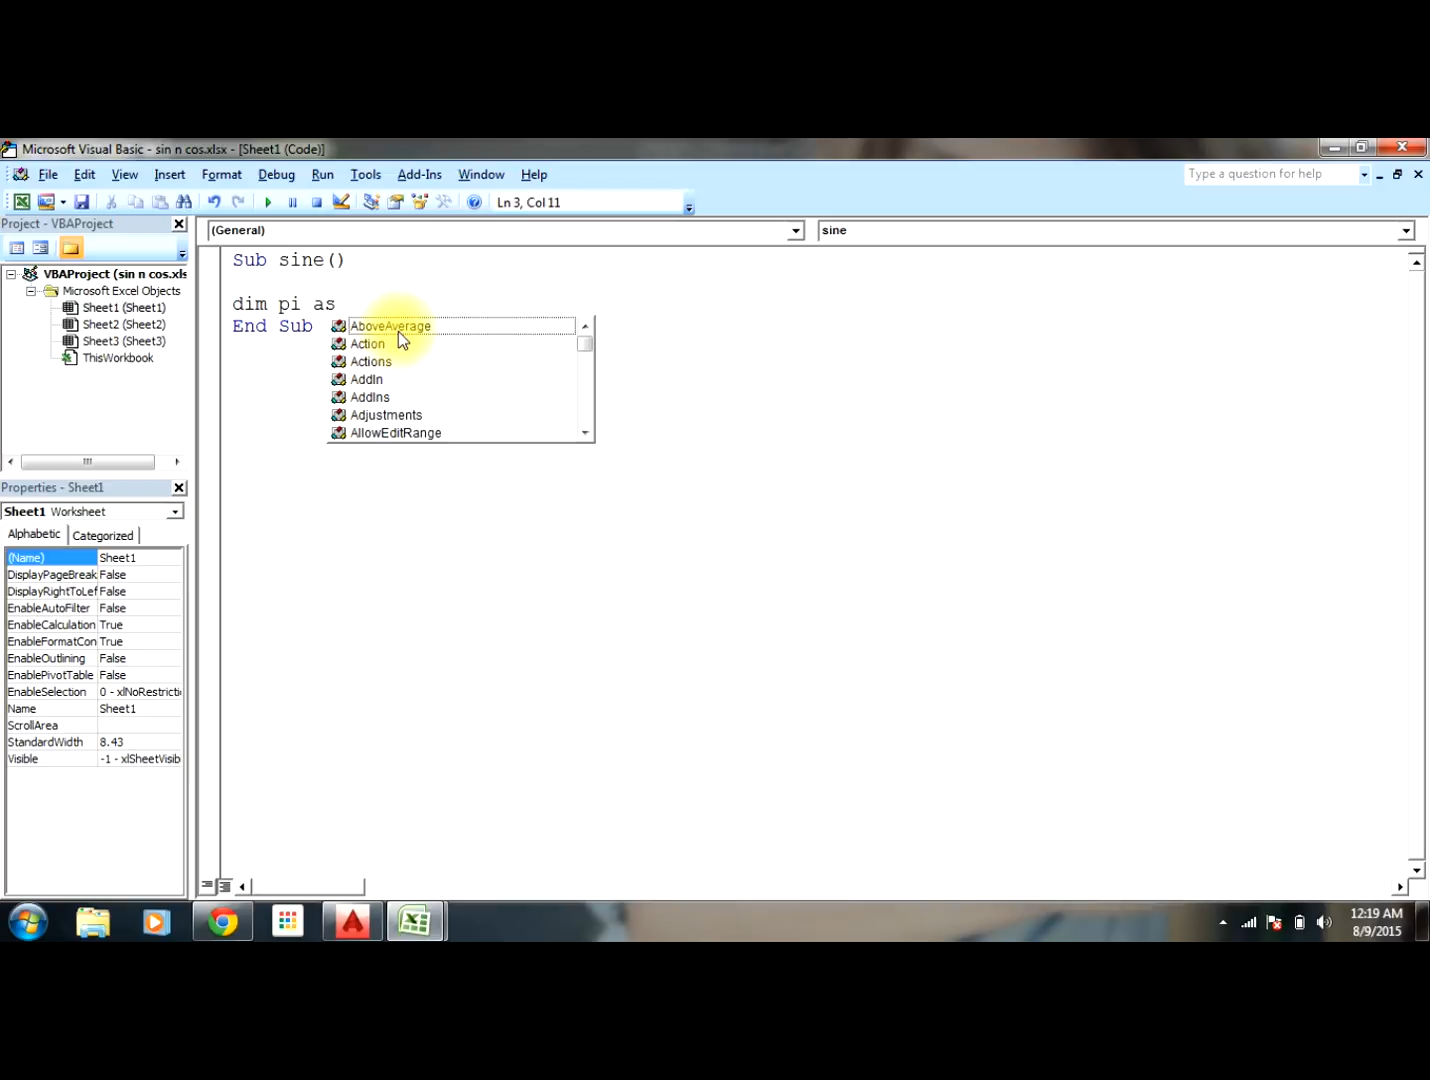 Microsoft Visual Basic - sin n cos.xlsx - [Sheet1 (Code)]
File Edit View Insert Format Debug Run Tools Add-Ins Window Help
Type a question for help
Ln 3, Col 11
Project - VBAProject
(General)
sine
VBAProject (sin n cos.xls
Microsoft Excel Objects
Sheet1 (Sheet1)
Sheet2 (Sheet2)
Sheet3 (Sheet3)
ThisWorkbook
Sub sine()
dim pi as
End Sub
AboveAverage
Action
Actions
AddIn
AddIns
Adjustments
AllowEditRange
Properties - Sheet1
Sheet1 Worksheet
Alphabetic Categorized
(Name) Sheet1
DisplayPageBreak False
DisplayRightToLef False
EnableAutoFilter False
EnableCalculation True
EnableFormatCon True
EnableOutlining False
EnablePivotTable False
EnableSelection 0 - xlNoRestricti
Name Sheet1
ScrollArea
StandardWidth 8.43
Visible -1 - xlSheetVisib
12:19 AM
8/9/2015